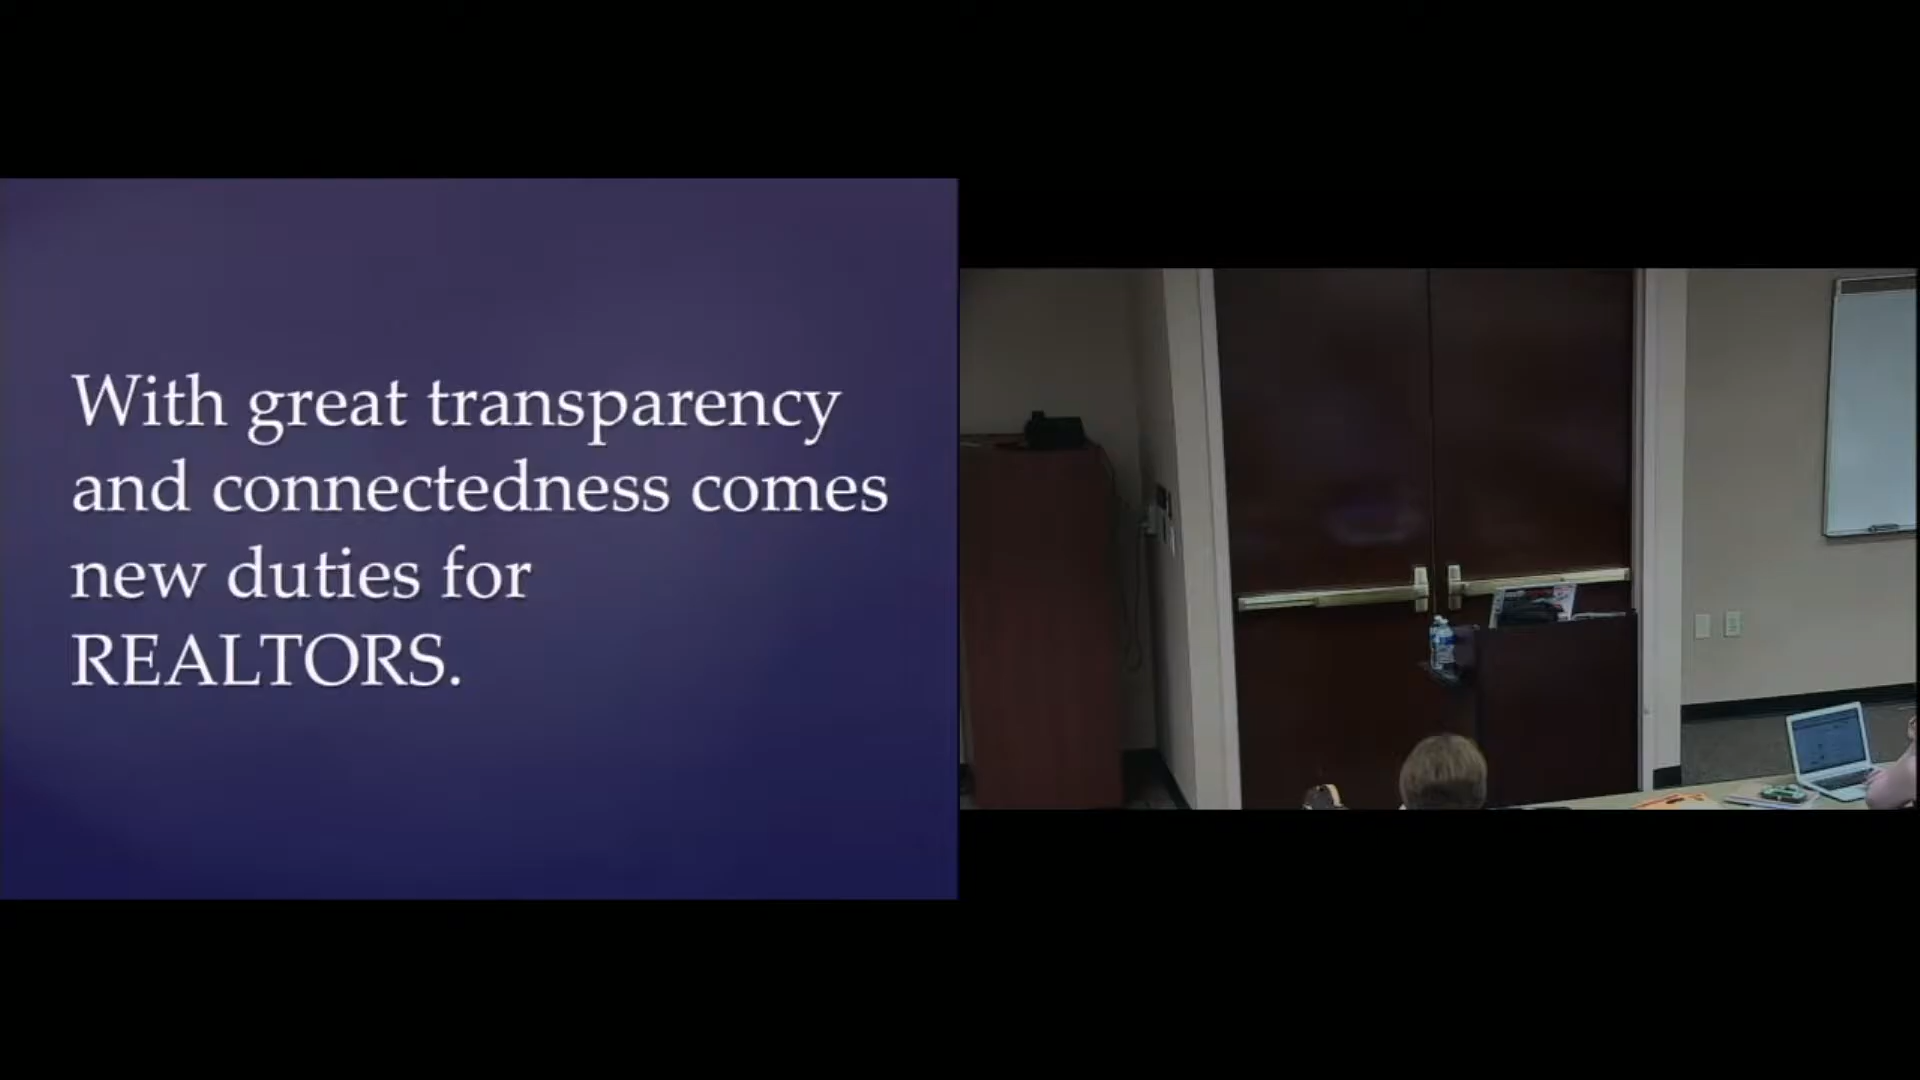 With great transparency
and connectedness comes
new duties for
REALTORS.